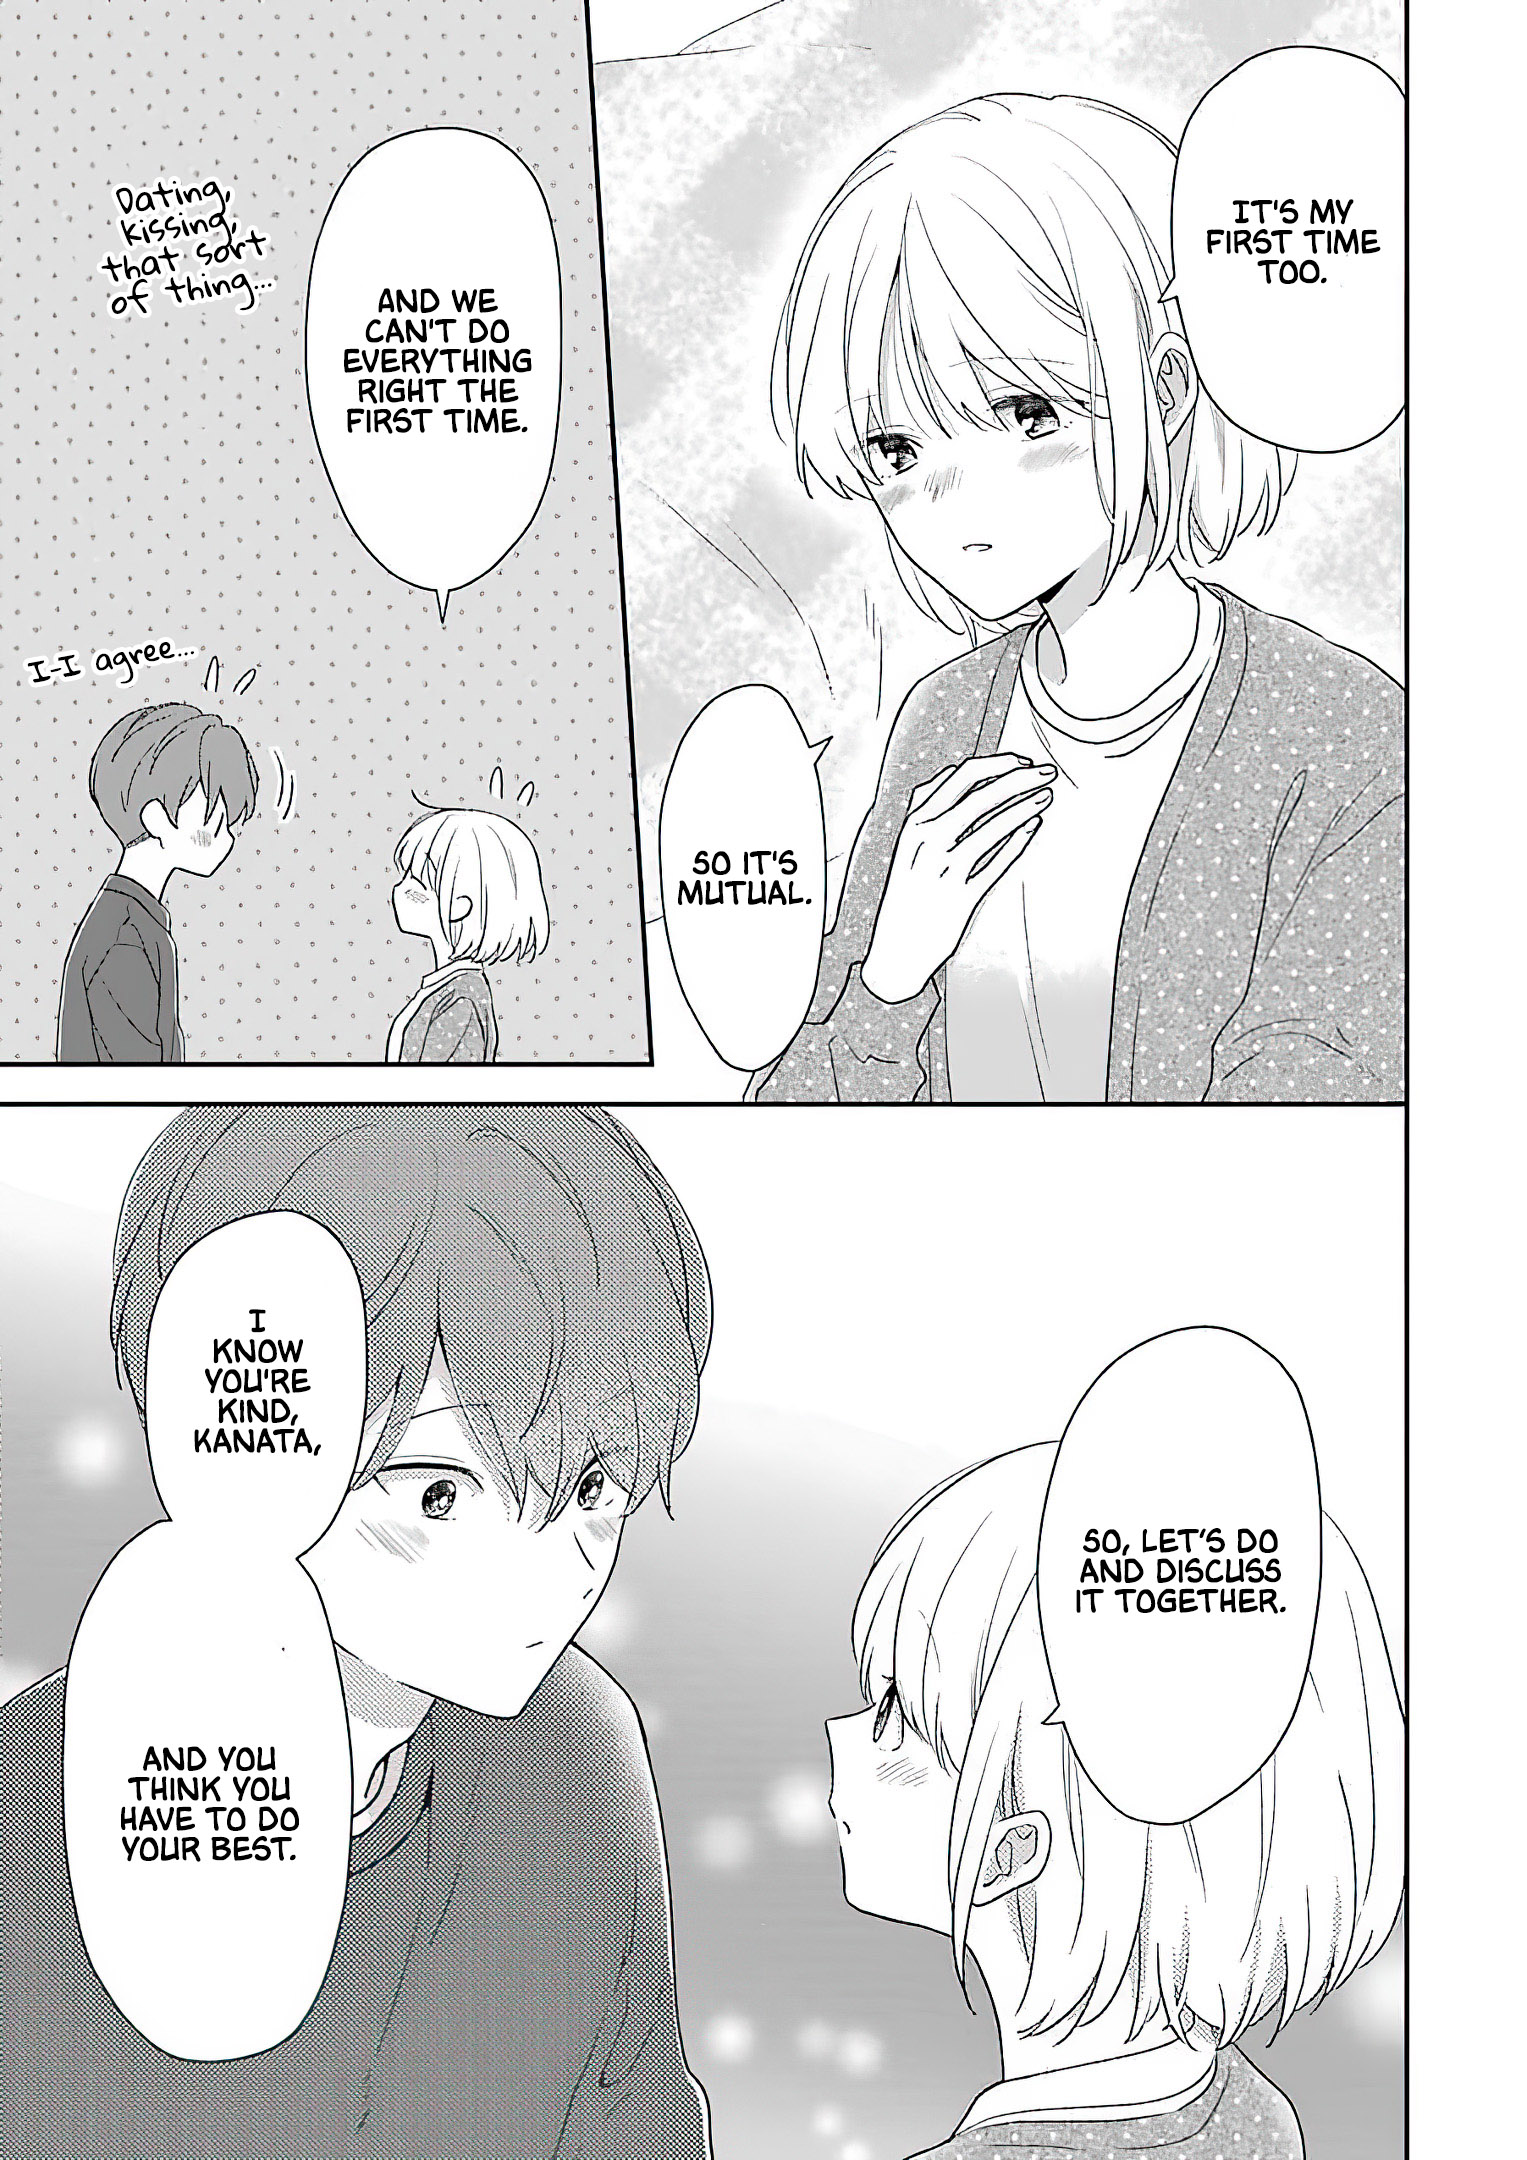 IT'S MY
FIRST TIME
TOO.
SO IT'S
MUTUAL.
AND WE
CAN'T DO
EVERYTHING
RIGHT THE
FIRST TIME.
Dating,
kissing,
that sort
of thing...
I-I agree...
SO, LET'S DO
AND DISCUSS
IT TOGETHER.
I
KNOW
YOU'RE
KIND,
KANATA,
AND YOU
THINK YOU
HAVE TO DO
YOUR BEST.